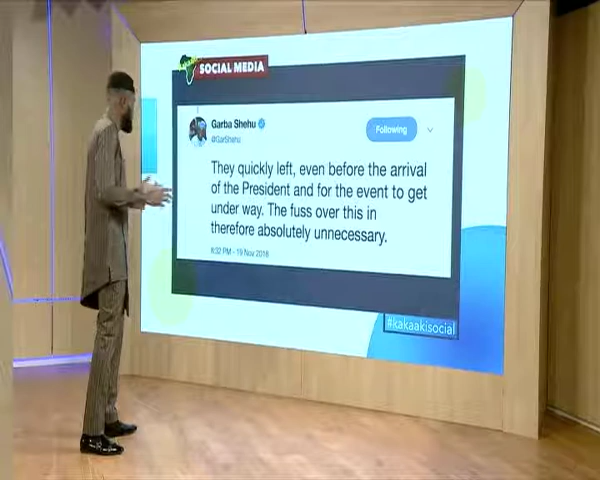 SOCIAL MEDIA
Garba Shehu
@GarShehu
Following
They quickly left, even before the arrival
of the President and for the event to get
under way. The fuss over this in
therefore absolutely unnecessary.
8:32 PM - 19 Nov 2018
#kakaakisocial